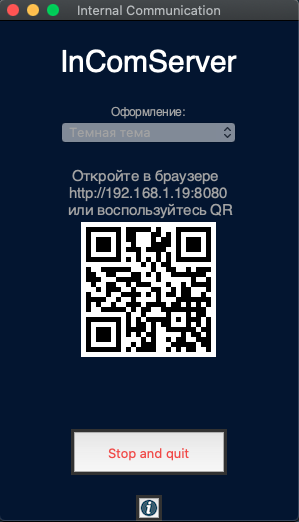 Internal Communication
InComServer
Оформление:
Темная тема
Откройте в браузере
http://192.168.1.19:8080
или воспользуйтесь QR
Stop and quit
i